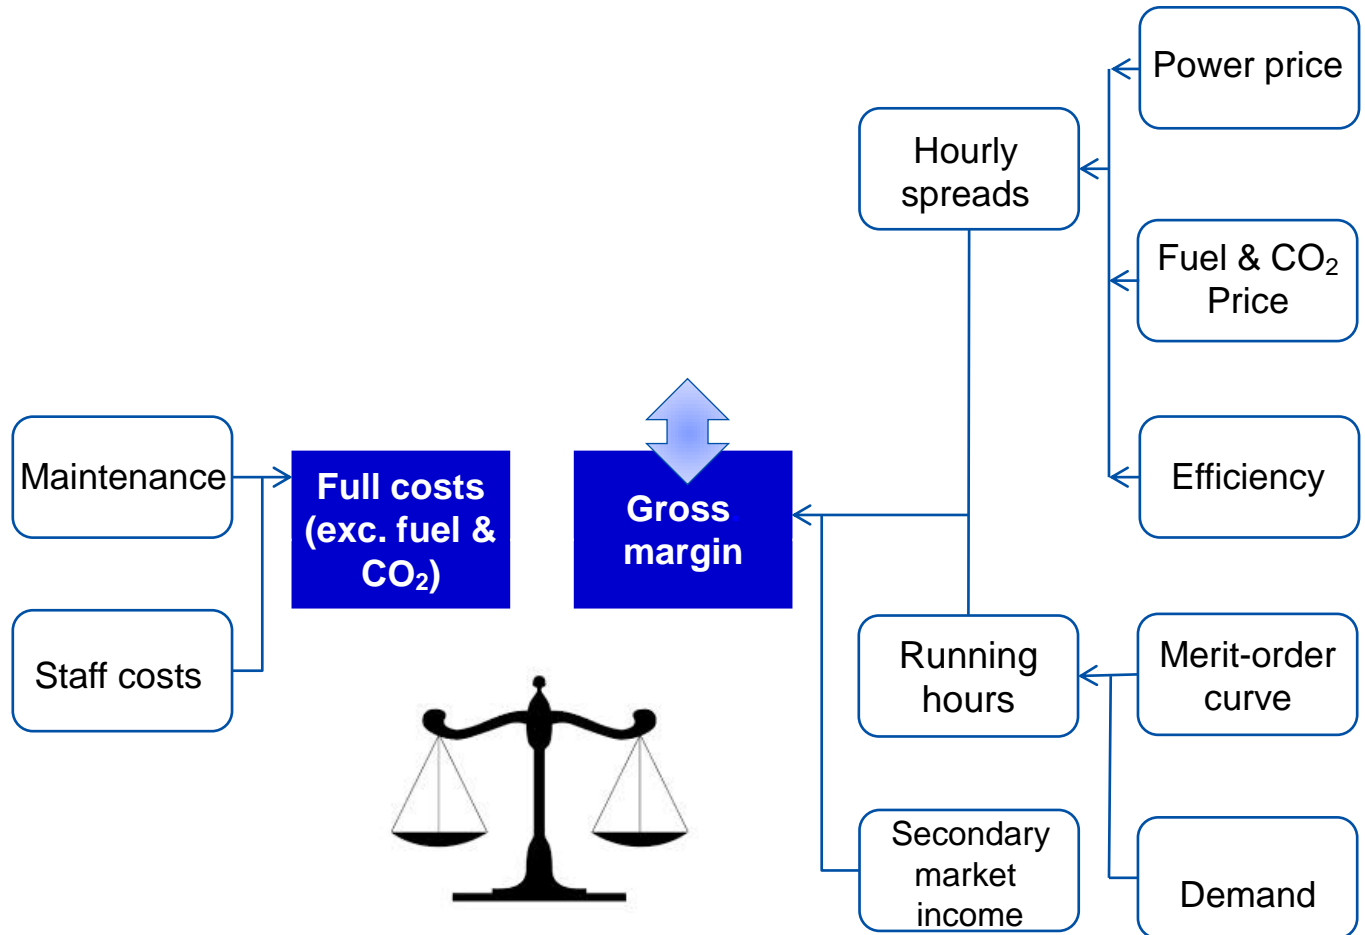 Power price
Hourly
spreads
Fuel & CO₂
Price
Maintenance
Full costs
(exc. fuel &
CO₂)
Gross
margin
Efficiency
Staff costs
Running
hours
Merit-order
curve
Secondary
market
income
Demand